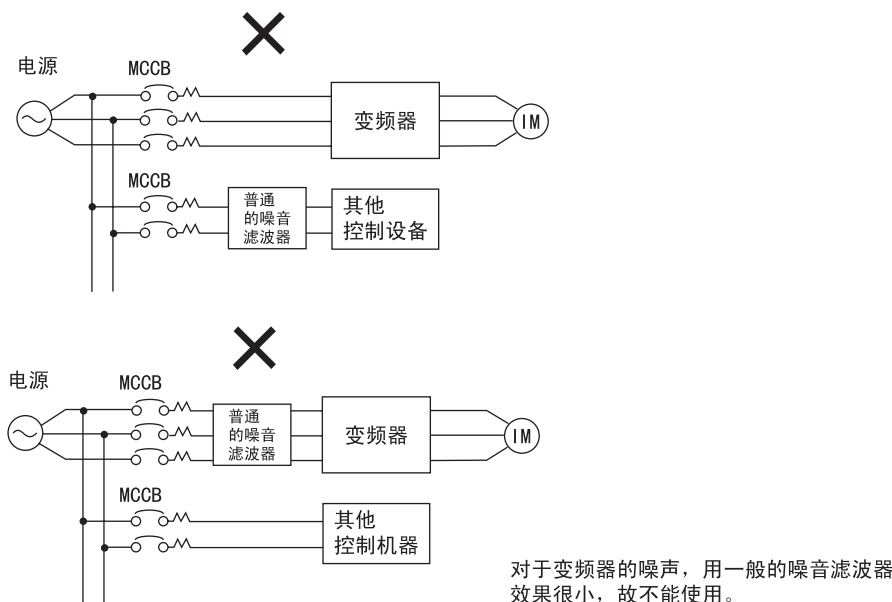 电源
MCCB
变频器
IM
MCCB
普通
的噪音
滤波器
其他
控制设备
电源
MCCB
普通
的噪音
滤波器
变频器
IM
MCCB
其他
控制机器
对于变频器的噪声，用一般的噪音滤波器
效果很小，故不能使用。